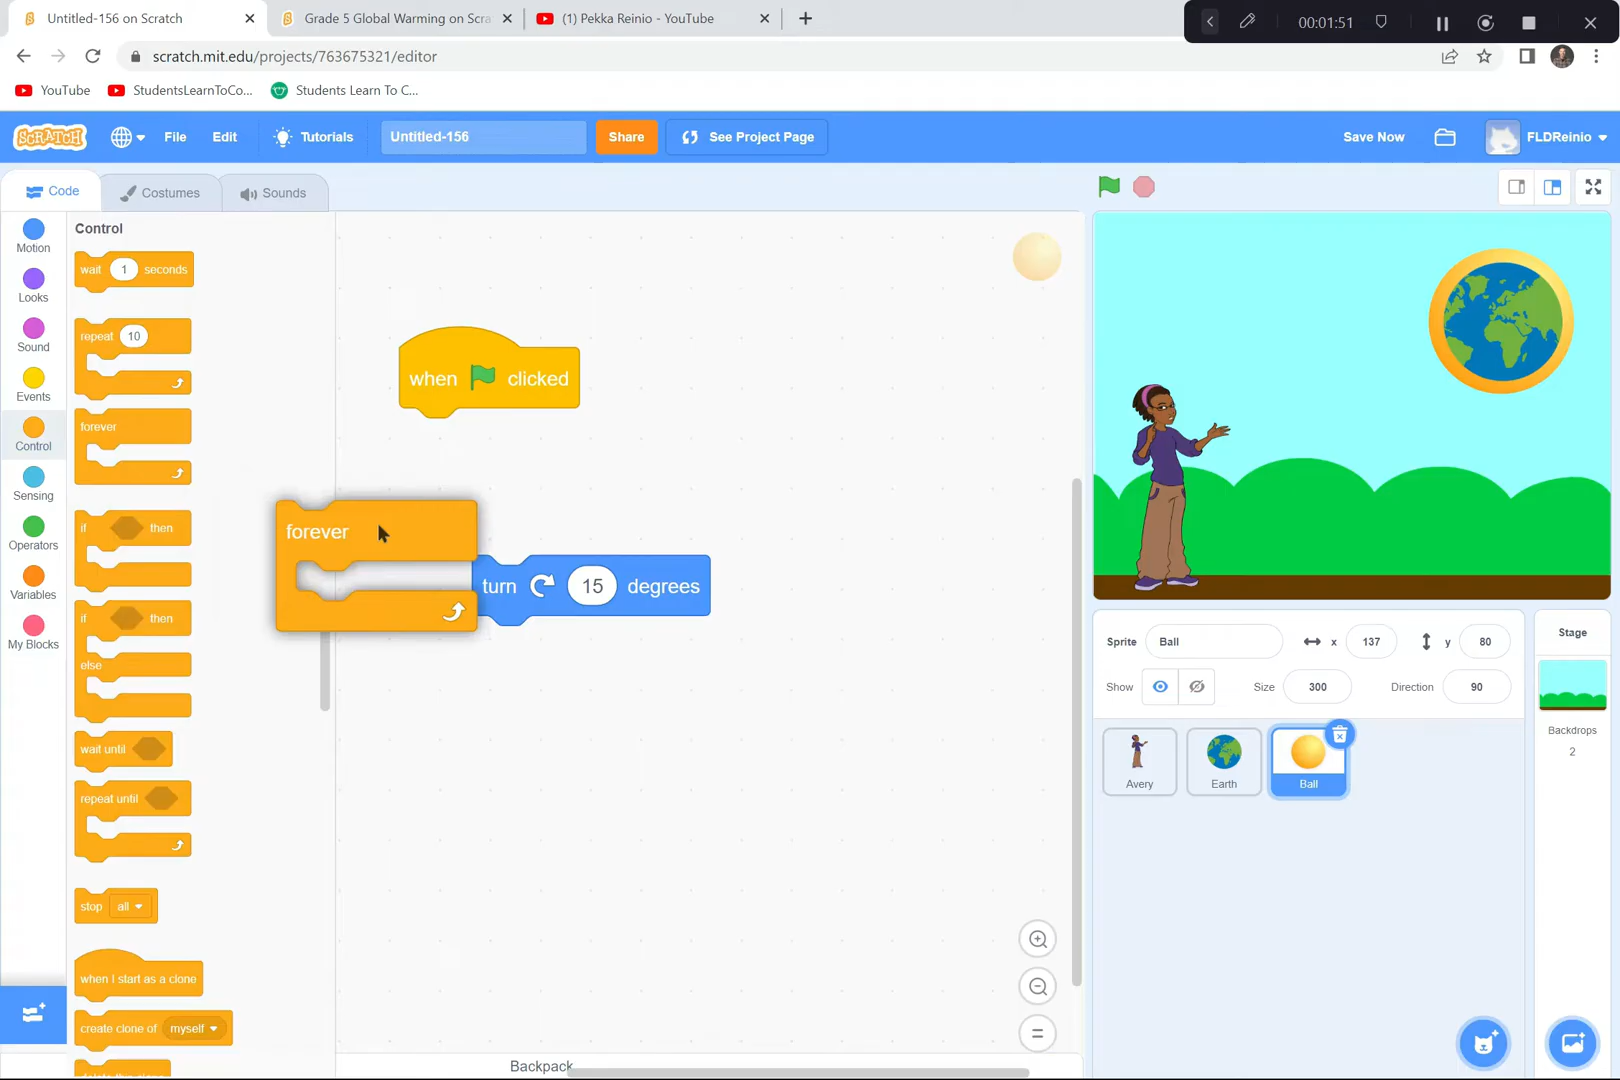 Untitled-156 on Scratch
Grade 5 Global Warming on Scra
(1) Pekka Reinio - YouTube
00:01:51
scratch.mit.edu/projects/763675321/editor
YouTube
StudentsLearnToCo...
Students Learn To C...
SCRATCH
File
Edit
Tutorials
Untitled-156
Share
See Project Page
Save Now
FLDReinio
Code
Costumes
Sounds
Motion
Looks
Sound
Events
Control
Sensing
Operators
Variables
My Blocks
Control
wait 1 seconds
repeat 10
forever
if then
if then
else
wait until
repeat until
stop all
when I start as a clone
create clone of myself
when clicked
forever
turn 15 degrees
Backpack
Sprite Ball x 137 y 80
Show Size 300 Direction 90
Avery
Earth
Ball
Stage
Backdrops
2